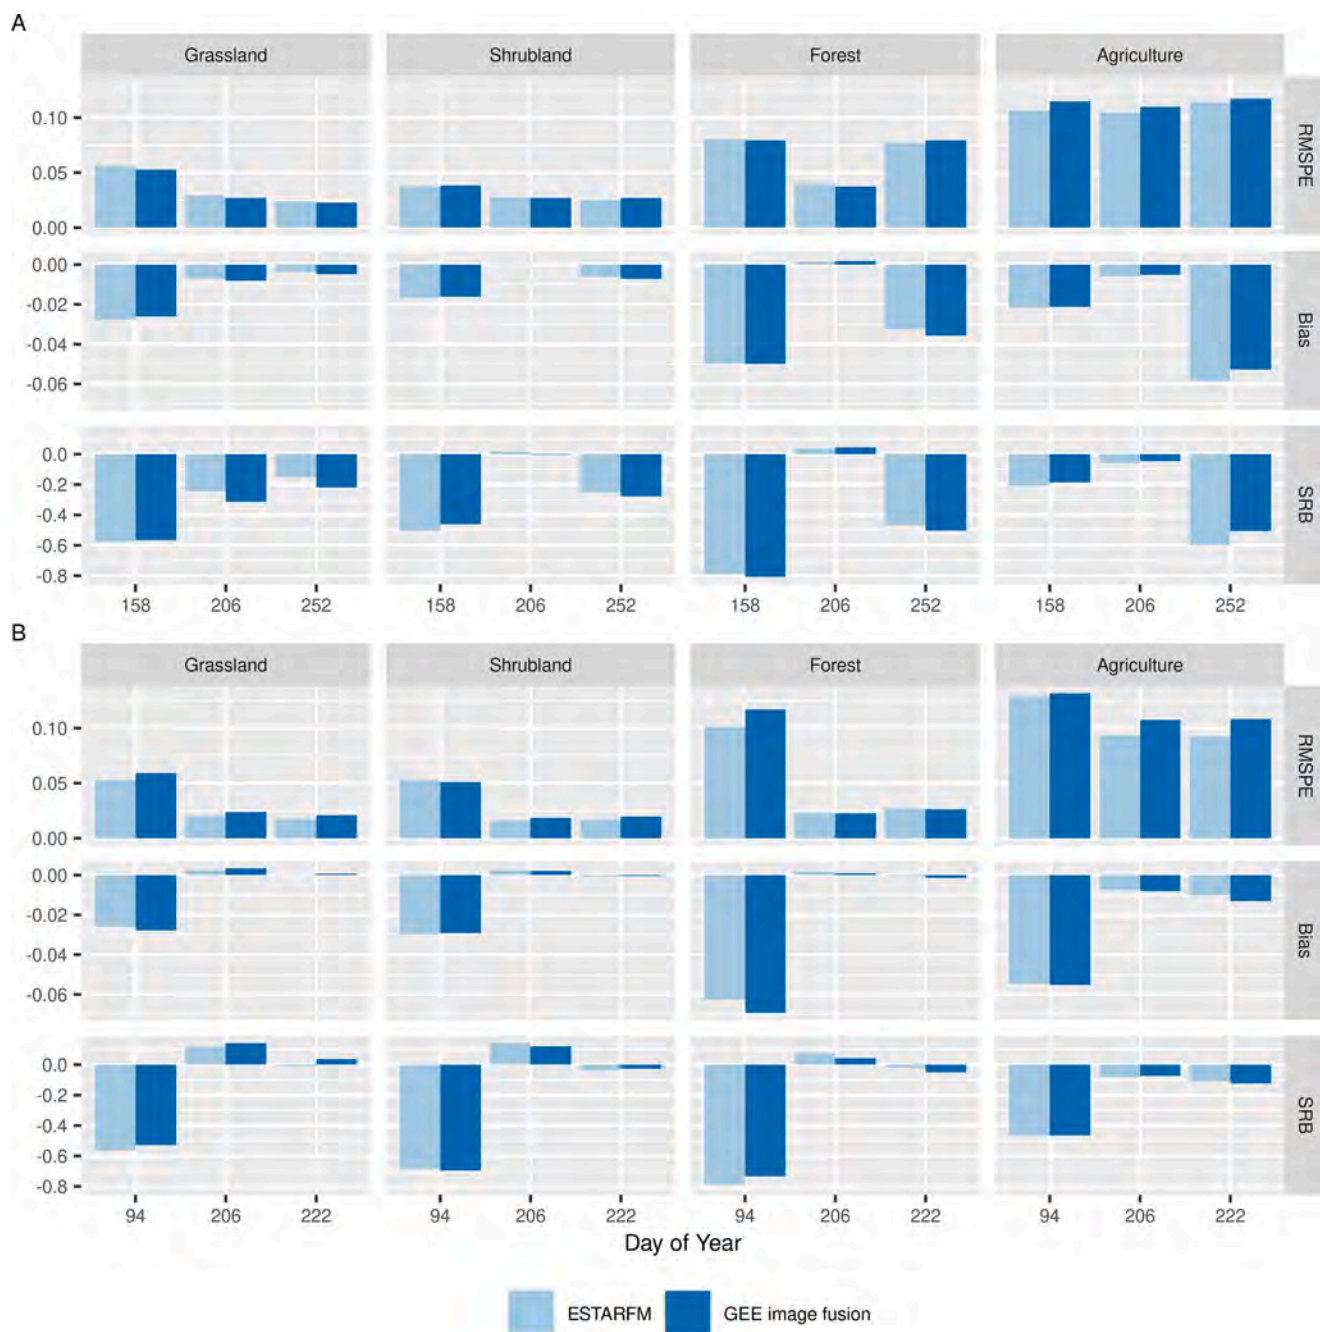 A
Grassland Shrubland Forest Agriculture
0.10
0.05
0.00
RMSPE
0.00
-0.02
-0.04
-0.06
Bias
0.0
-0.2
-0.4
-0.6
-0.8
SRB
158 206 252 158 206 252 158 206 252 158 206 252
B
Grassland Shrubland Forest Agriculture
0.10
0.05
0.00
RMSPE
0.00
-0.02
-0.04
-0.06
Bias
0.0
-0.2
-0.4
-0.6
-0.8
SRB
94 206 222 94 206 222 94 206 222 94 206 222
Day of Year
ESTARFM GEE image fusion